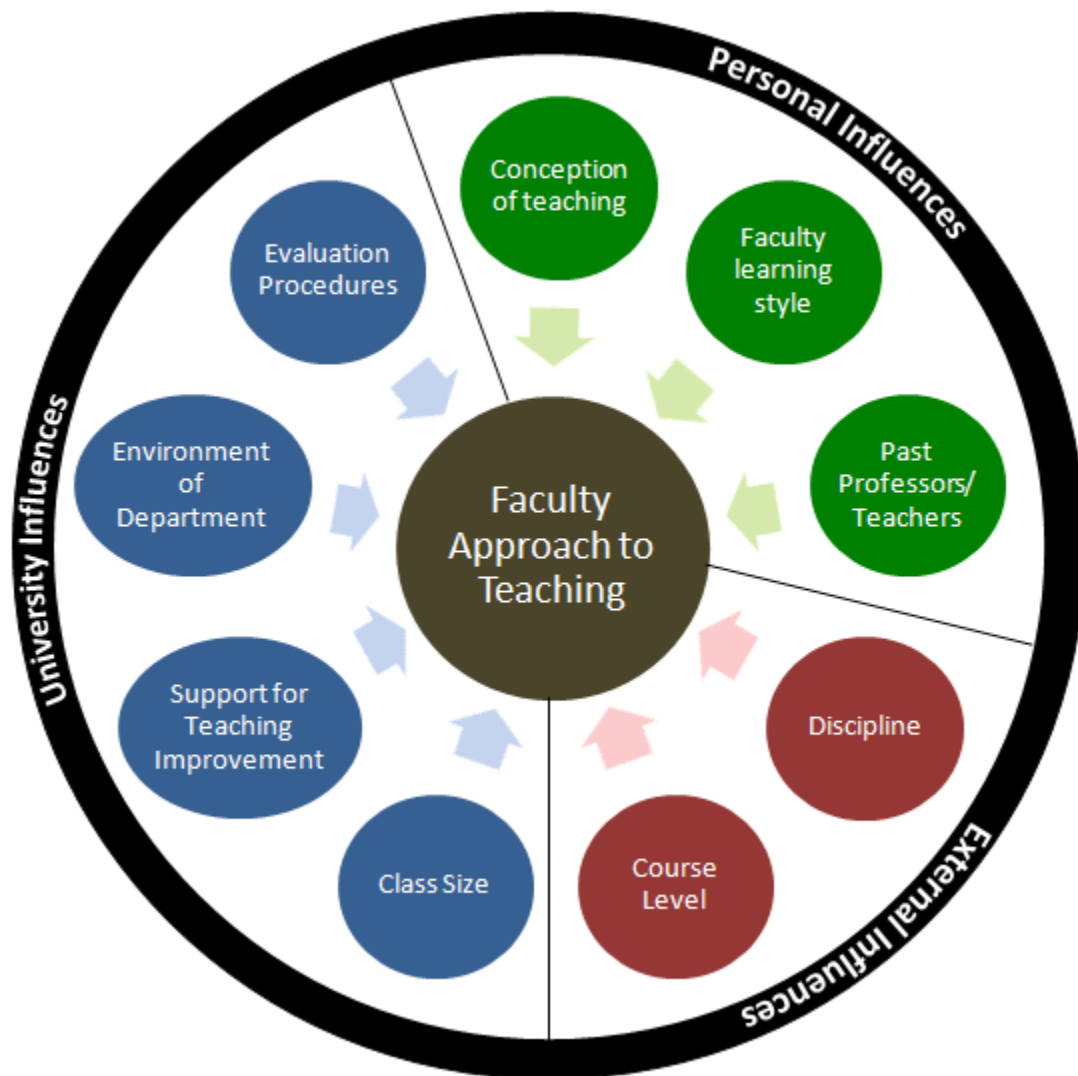 Personal Influences
Conception
of teaching
Faculty
learning
style
Past
Professors/
Teachers
External Influences
Discipline
Course
Level
University Influences
Class Size
Support for
Teaching
Improvement
Environment
of
Department
Evaluation
Procedures
Faculty
Approach to
Teaching